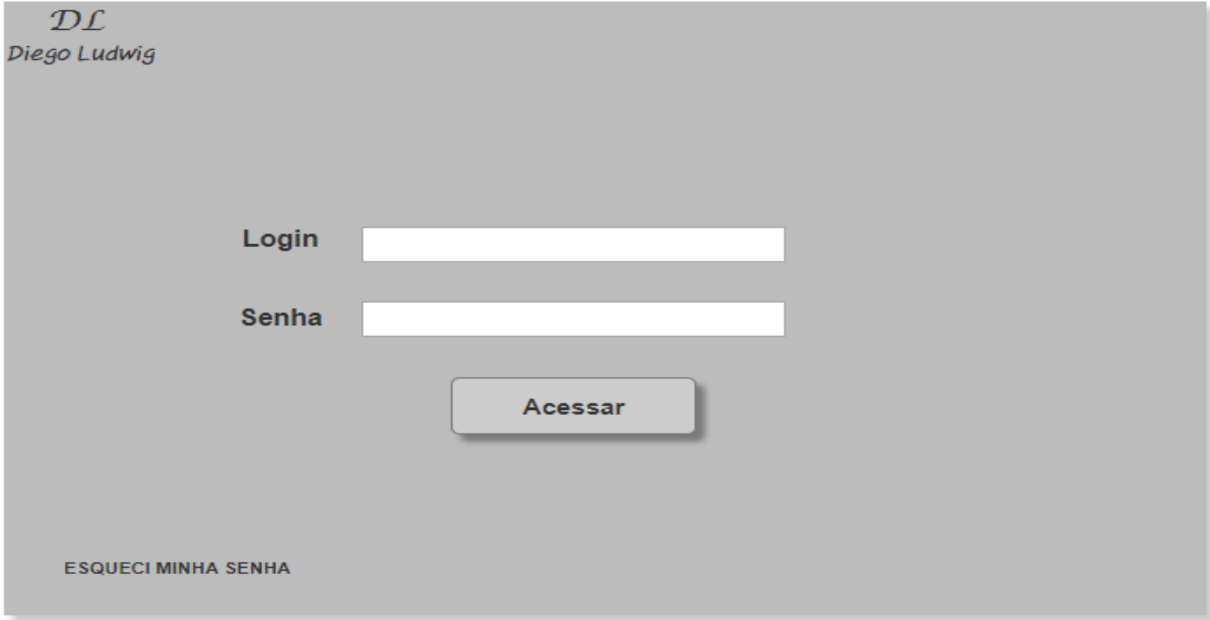 DL
Diego Ludwig
Login
Senha
Acessar
ESQUECI MINHA SENHA